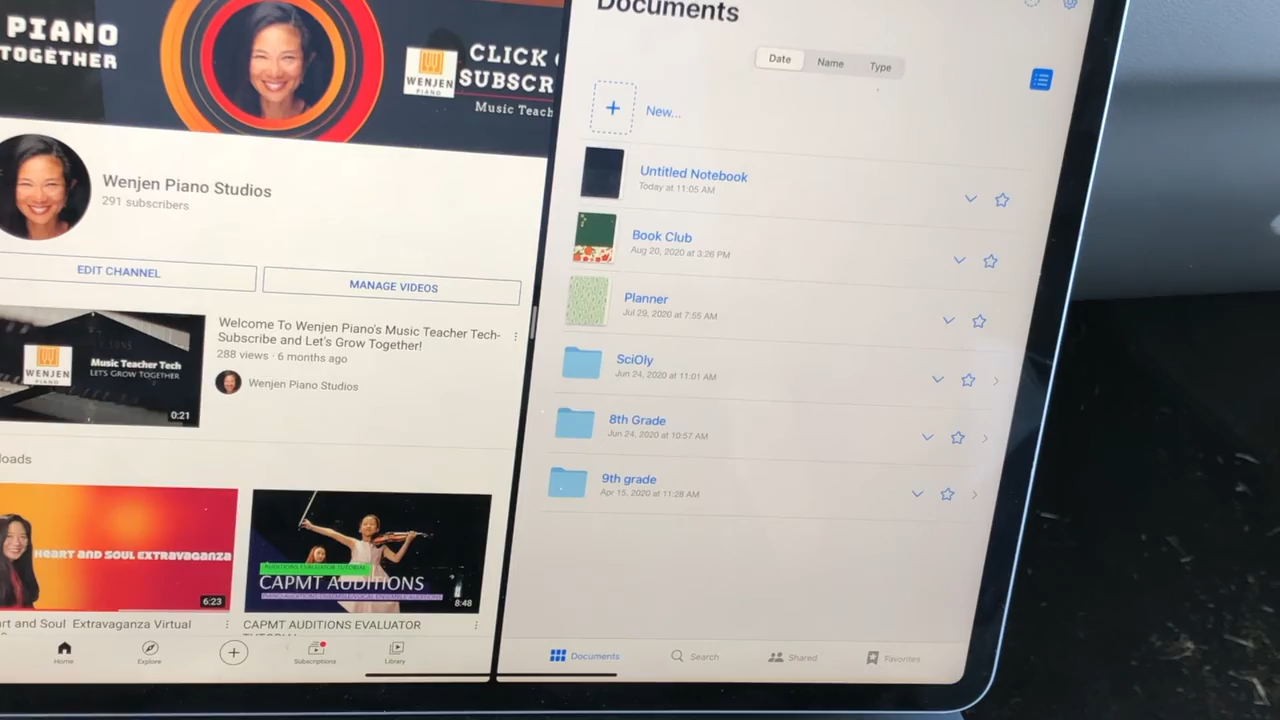 PIANO
TOGETHER
WENJEN
PIANO
CLICK
SUBSCR
Music Teach
Wenjen Piano Studios
291 subscribers
EDIT CHANNEL
MANAGE VIDEOS
WENJEN
PIANO
Music Teacher Tech
LET'S GROW TOGETHER!
0:21
Welcome To Wenjen Piano's Music Teacher Tech-
Subscribe and Let's Grow Together!
288 views · 6 months ago
Wenjen Piano Studios
loads
HEART AND SOUL EXTRAVAGANZA
6:23
AUDITIONS EVALUATOR TUTORIAL
CAPMT AUDITIONS
8:48
rt and Soul Extravaganza Virtual
CAPMT AUDITIONS EVALUATOR
Home
Explore
Subscriptions
Library
Documents
Date
Name
Type
New...
Untitled Notebook
Today at 11:05 AM
Book Club
Aug 20, 2020 at 3:26 PM
Planner
Jul 29, 2020 at 7:55 AM
SciOly
Jun 24, 2020 at 11:01 AM
8th Grade
Jun 24, 2020 at 10:57 AM
9th grade
Apr 15, 2020 at 11:28 AM
Documents
Search
Shared
Favorites